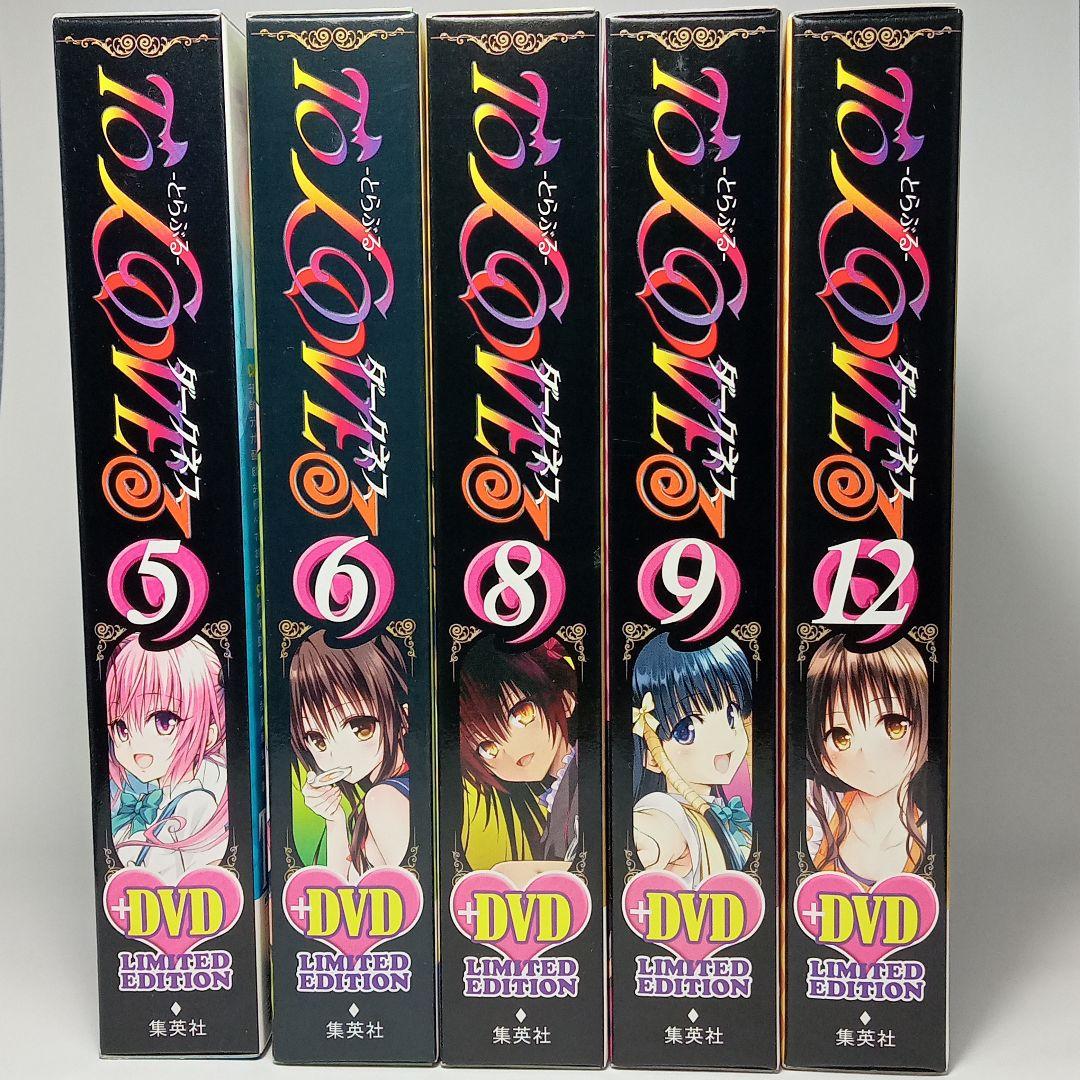 To LOVEる
-とらぶる-
ダークネス
5
+DVD
LIMITED
EDITION
集英社
To LOVEる
-とらぶる-
ダークネス
6
+DVD
LIMITED
EDITION
集英社
To LOVEる
-とらぶる-
ダークネス
8
+DVD
LIMITED
EDITION
集英社
To LOVEる
-とらぶる-
ダークネス
9
+DVD
LIMITED
EDITION
集英社
To LOVEる
-とらぶる-
ダークネス
12
+DVD
LIMITED
EDITION
集英社